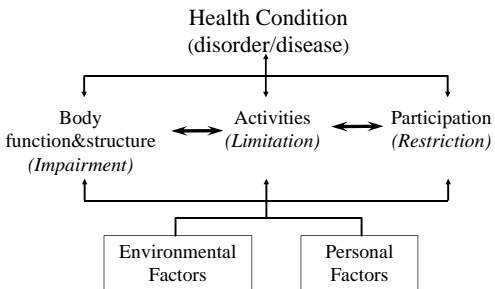 Health Condition
(disorder/disease)
Body
function&structure
(Impairment)
Activities
(Limitation)
Participation
(Restriction)
Environmental
Factors
Personal
Factors